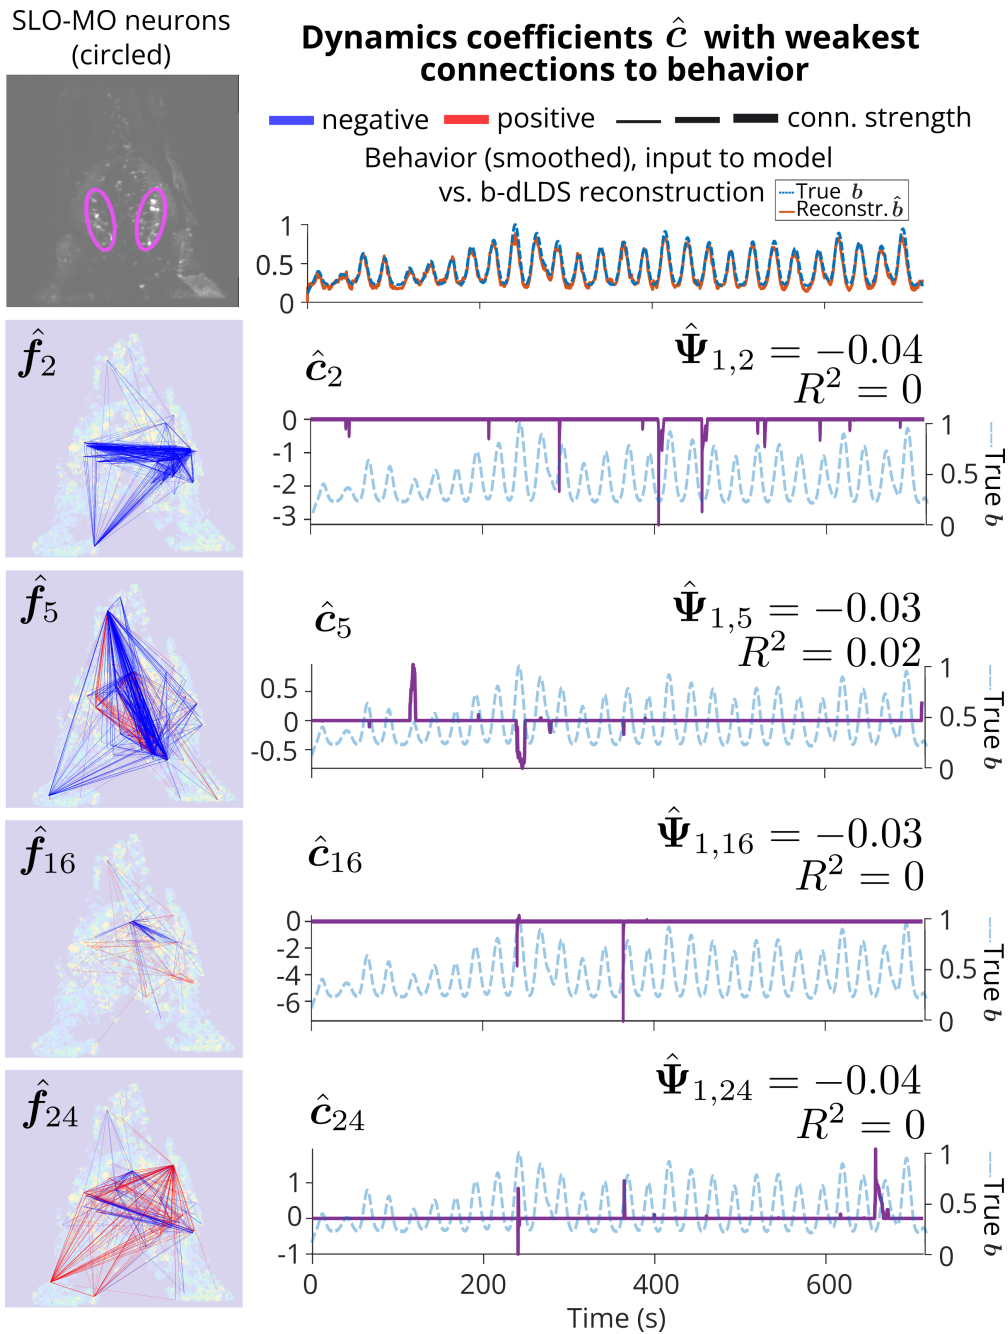 SLO-MO neurons
(circled)
Dynamics coefficients ĉ with weakest
connections to behavior
negative positive conn. strength
Behavior (smoothed), input to model
vs. b-dLDS reconstruction
True b
Reconstr. b̂
1
0.5
0
f̂₂
ĉ₂
Ψ̂₁,₂ = −0.04
R² = 0
0
-1
-2
-3
1
0.5
0
True b
f̂₅
ĉ₅
Ψ̂₁,₅ = −0.03
R² = 0.02
0.5
0
-0.5
1
0.5
0
True b
f̂₁₆
ĉ₁₆
Ψ̂₁,₁₆ = −0.03
R² = 0
0
-2
-4
-6
1
0.5
0
True b
f̂₂₄
ĉ₂₄
Ψ̂₁,₂₄ = −0.04
R² = 0
1
0
-1
1
0.5
0
True b
0 200 400 600
Time (s)